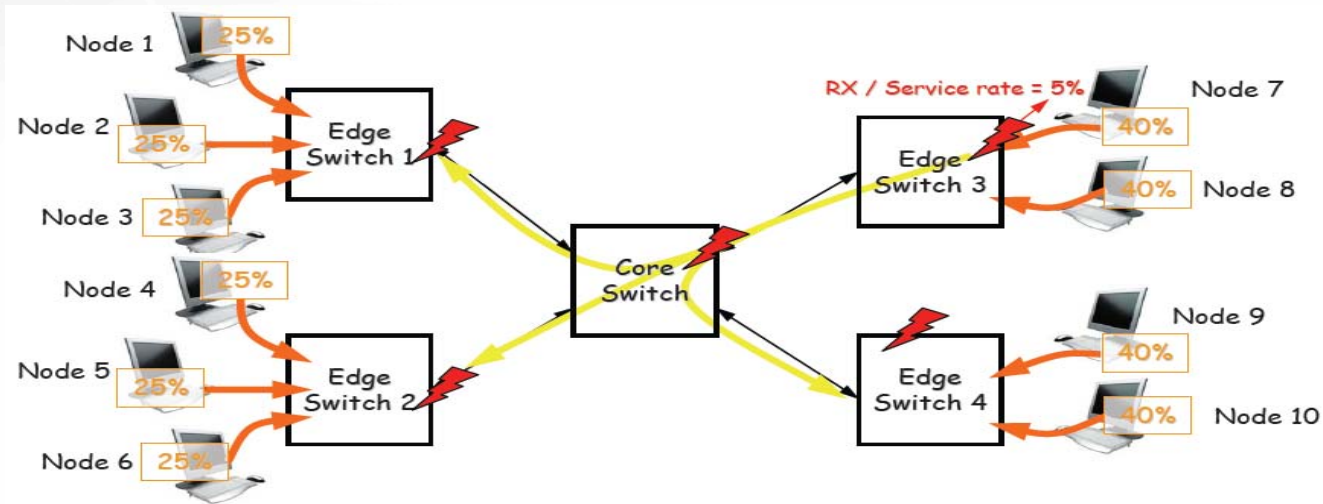 Node 1
25%
Node 2
25%
Node 3
25%
Edge
Switch 1
Node 4
25%
Node 5
25%
Node 6
25%
Edge
Switch 2
Core
Switch
RX / Service rate = 5%
Edge
Switch 3
Node 7
40%
Node 8
40%
Edge
Switch 4
Node 9
40%
Node 10
40%